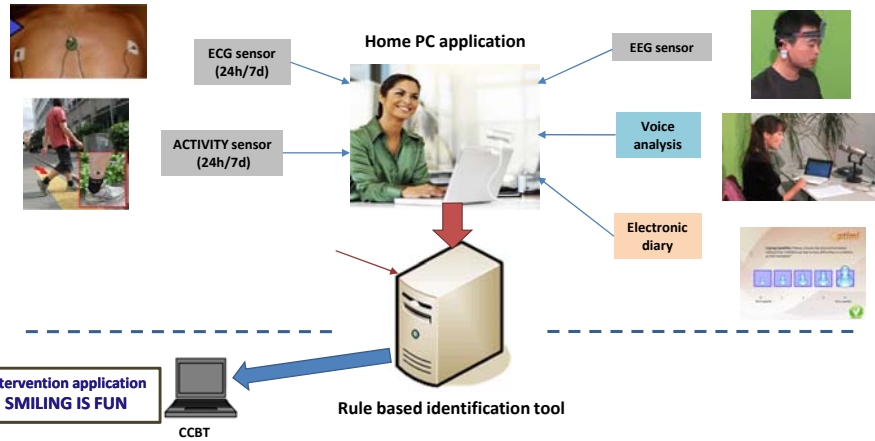 Home PC application
ECG sensor
(24h/7d)
EEG sensor
ACTIVITY sensor
(24h/7d)
Voice
analysis
Electronic
diary
tervention application
SMILING IS FUN
CCBT
Rule based identification tool